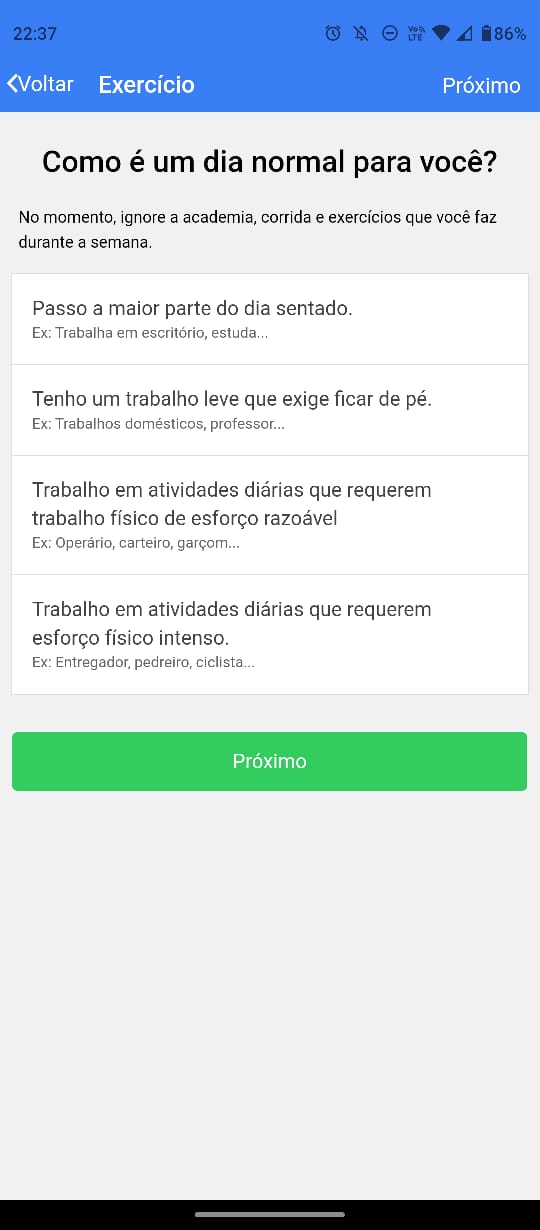 22:37
Vo LTE
86%
Voltar
Exercício
Próximo
Como é um dia normal para você?
No momento, ignore a academia, corrida e exercícios que você faz
durante a semana.
Passo a maior parte do dia sentado.
Ex: Trabalha em escritório, estuda...
Tenho um trabalho leve que exige ficar de pé.
Ex: Trabalhos domésticos, professor...
Trabalho em atividades diárias que requerem
trabalho físico de esforço razoável
Ex: Operário, carteiro, garçom...
Trabalho em atividades diárias que requerem
esforço físico intenso.
Ex: Entregador, pedreiro, ciclista...
Próximo